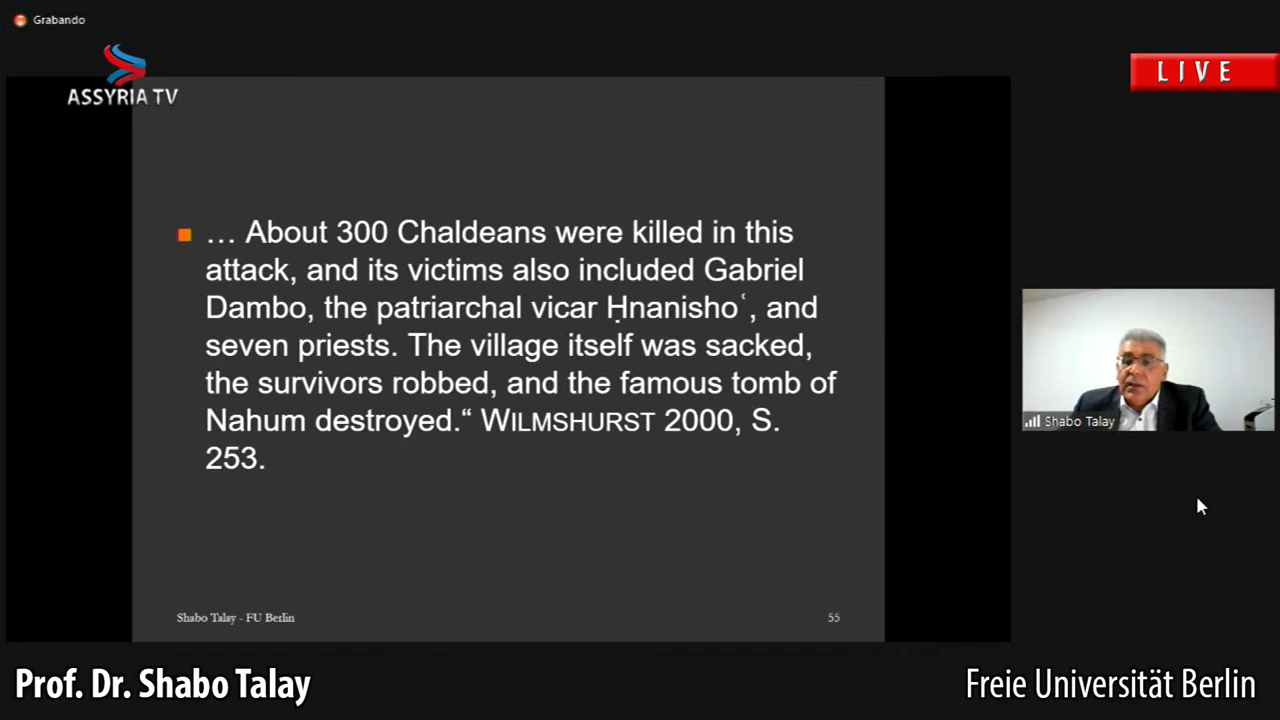 Grabando
ASSYRIA TV
LIVE
… About 300 Chaldeans were killed in this
attack, and its victims also included Gabriel
Dambo, the patriarchal vicar Ḥnanishoʿ, and
seven priests. The village itself was sacked,
the survivors robbed, and the famous tomb of
Nahum destroyed.“ WILMSHURST 2000, S.
253.
Shabo Talay
Shabo Talay - FU Berlin
55
Prof. Dr. Shabo Talay
Freie Universität Berlin